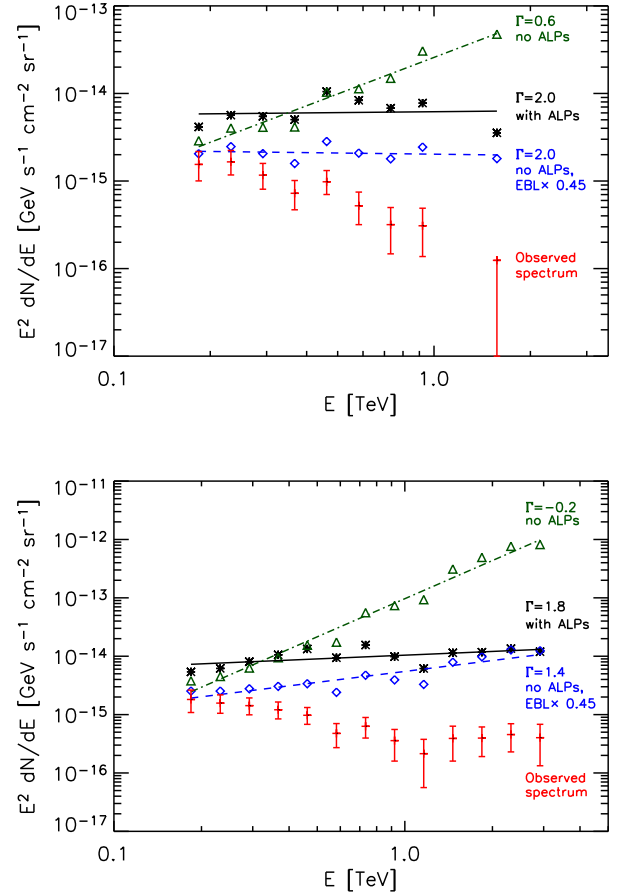 10⁻¹³
10⁻¹⁴
10⁻¹⁵
10⁻¹⁶
10⁻¹⁷
E² dN/dE [GeV s⁻¹ cm⁻² sr⁻¹]
Γ=0.6
no ALPs
Γ=2.0
with ALPs
Γ=2.0
no ALPs,
EBL× 0.45
Observed
spectrum
0.1
1.0
E [TeV]
10⁻¹¹
10⁻¹²
10⁻¹³
10⁻¹⁴
10⁻¹⁵
10⁻¹⁶
10⁻¹⁷
E² dN/dE [GeV s⁻¹ cm⁻² sr⁻¹]
Γ=−0.2
no ALPs
Γ=1.8
with ALPs
Γ=1.4
no ALPs,
EBL× 0.45
Observed
spectrum
0.1
1.0
E [TeV]